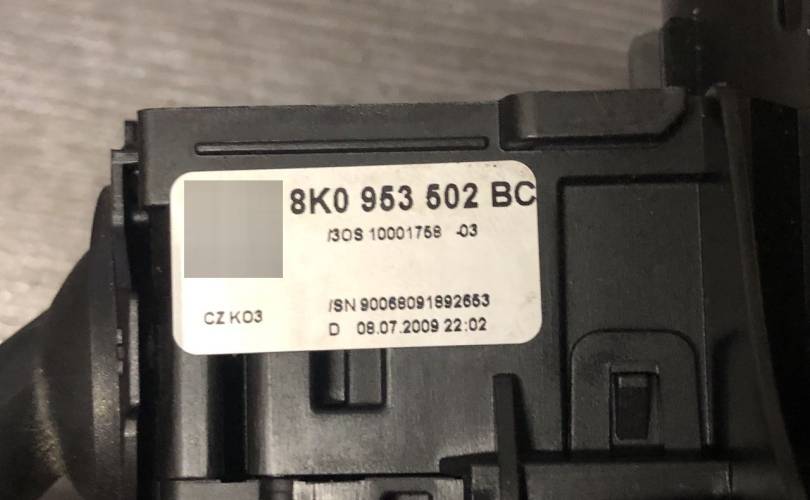 8K0 953 502 BC
/3OS 10001758 -03
/SN 90068091892653
CZ K03
D 08.07.2009 22:02